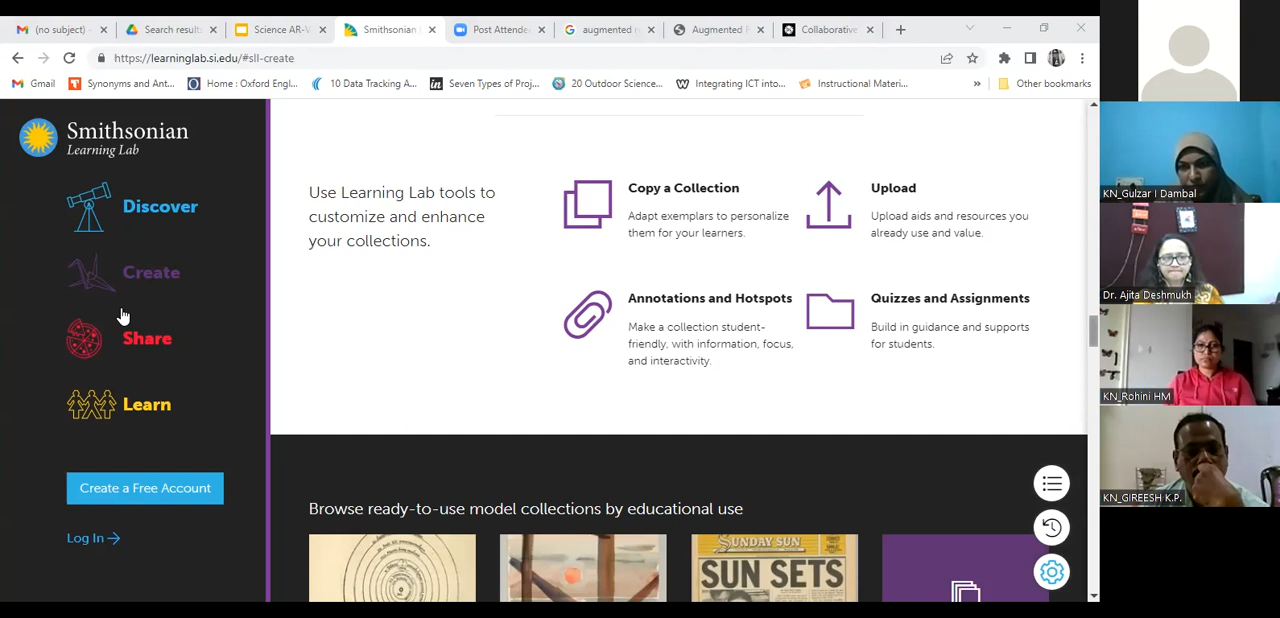 (no subject) -
Search results
Science AR-V
Smithsonian
Post Attende
augmented r
Augmented R
Collaborative
https://learninglab.si.edu/#sll-create
Gmail
Synonyms and Ant...
Home : Oxford Engl...
10 Data Tracking A...
Seven Types of Proj...
20 Outdoor Science...
Integrating ICT into...
Instructional Materi...
»
Other bookmarks
Smithsonian
Learning Lab
Discover
Create
Share
Learn
Create a Free Account
Log In
Use Learning Lab tools to
customize and enhance
your collections.
Copy a Collection
Adapt exemplars to personalize
them for your learners.
Upload
Upload aids and resources you
already use and value.
Annotations and Hotspots
Make a collection student-
friendly, with information, focus,
and interactivity.
Quizzes and Assignments
Build in guidance and supports
for students.
Browse ready-to-use model collections by educational use
SUNDAY SUN
SUN SETS
KN_Gulzar I Dambal
Dr. Ajita Deshmukh
KN_Rohini HM
KN_GIREESH K.P.